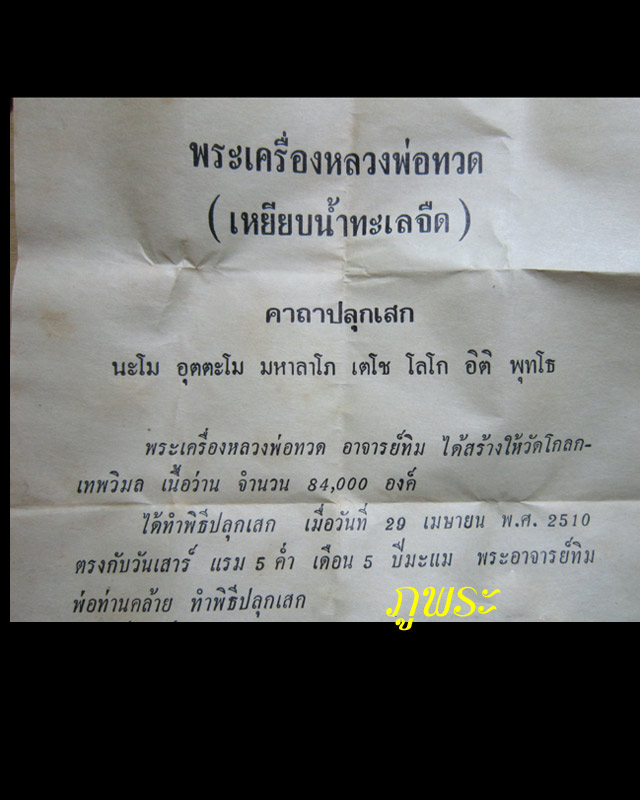 พระเครื่องหลวงพ่อทวด
(เหยียบน้ำทะเลจืด)
คาถาปลุกเสก
นะโม อุตตะโม มหาลาโภ เตโช โลโก อิติ พุทโธ
พระเครื่องหลวงพ่อทวด อาจารย์ทิม ได้สร้างให้วัดโกลก-
เทพวิมล เนื้อว่าน จำนวน 84,000 องค์
ได้ทำพิธีปลุกเสก เมื่อวันที่ 29 เมษายน พ.ศ. 2510
ตรงกับวันเสาร์ แรม 5 ค่ำ เดือน 5 ปีมะแม พระอาจารย์ทิม
พ่อท่านคล้าย ทำพิธีปลุกเสก
ภูพระ